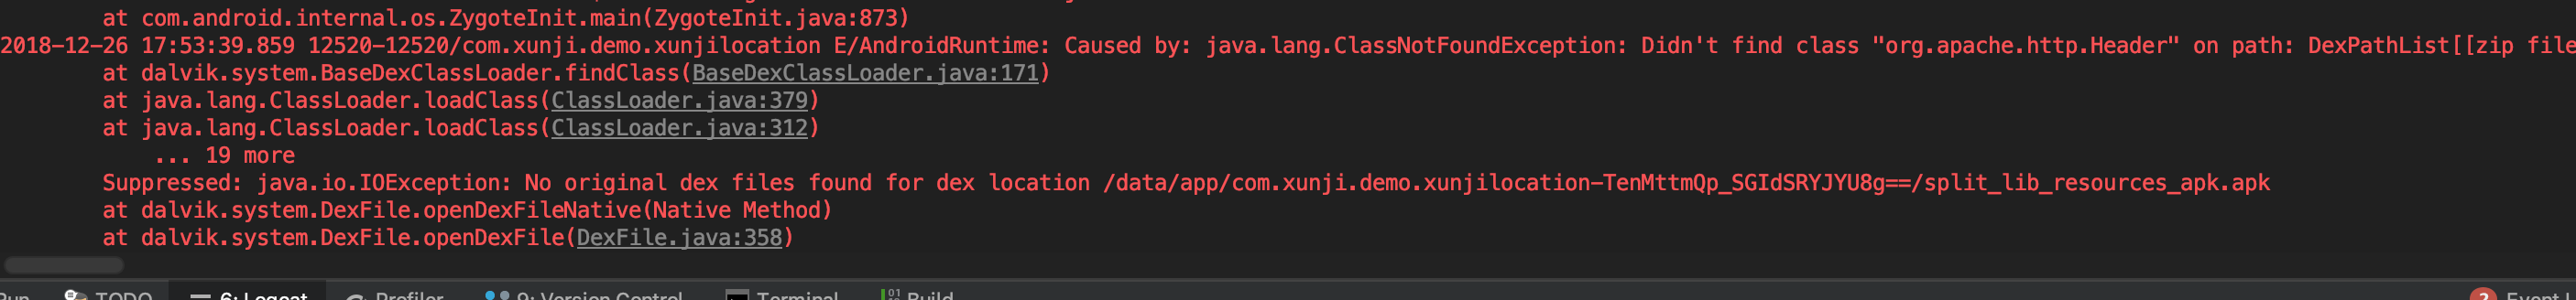 at com.android.internal.os.ZygoteInit.main(ZygoteInit.java:873)
2018-12-26 17:53:39.859 12520-12520/com.xunji.demo.xunjilocation E/AndroidRuntime: Caused by: java.lang.ClassNotFoundException: Didn't find class "org.apache.http.Header" on path: DexPathList[[zip file
at dalvik.system.BaseDexClassLoader.findClass(BaseDexClassLoader.java:171)
at java.lang.ClassLoader.loadClass(ClassLoader.java:379)
at java.lang.ClassLoader.loadClass(ClassLoader.java:312)
... 19 more
Suppressed: java.io.IOException: No original dex files found for dex location /data/app/com.xunji.demo.xunjilocation-TenMttmQp_SGIdSRYJYU8g==/split_lib_resources_apk.apk
at dalvik.system.DexFile.openDexFileNative(Native Method)
at dalvik.system.DexFile.openDexFile(DexFile.java:358)
TODO 6: Logcat Profiler 9: Version Control Terminal Build 2 Event